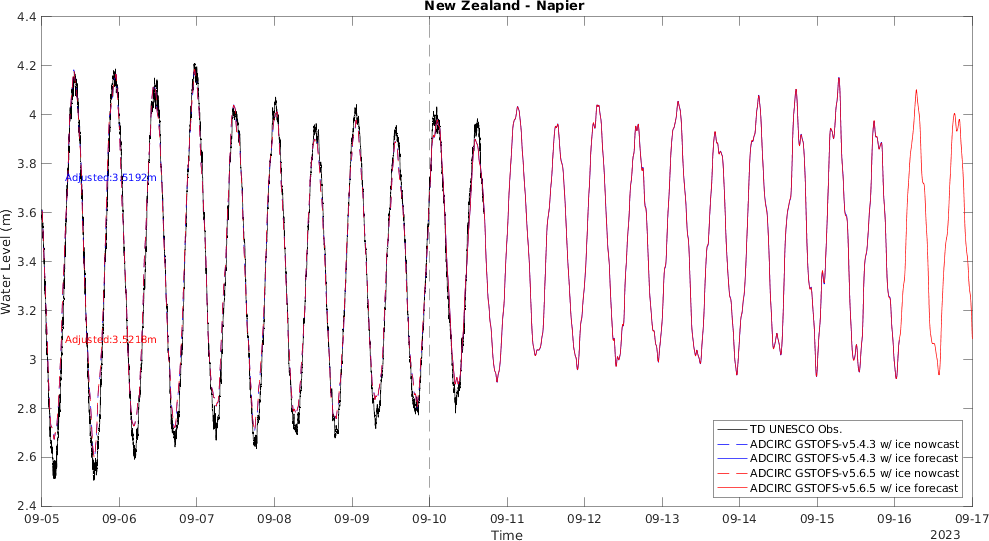 New Zealand - Napier
4.4
4.2
4
3.8
3.6
3.4
3.2
3
2.8
2.6
2.4
Water Level (m)
Adjusted:3.5192m
Adjusted:3.5218m
TD UNESCO Obs.
ADCIRC GSTOFS-v5.4.3 w/ ice nowcast
ADCIRC GSTOFS-v5.4.3 w/ ice forecast
ADCIRC GSTOFS-v5.6.5 w/ ice nowcast
ADCIRC GSTOFS-v5.6.5 w/ ice forecast
09-05 09-06 09-07 09-08 09-09 09-10 09-11 09-12 09-13 09-14 09-15 09-16 09-17
Time
2023